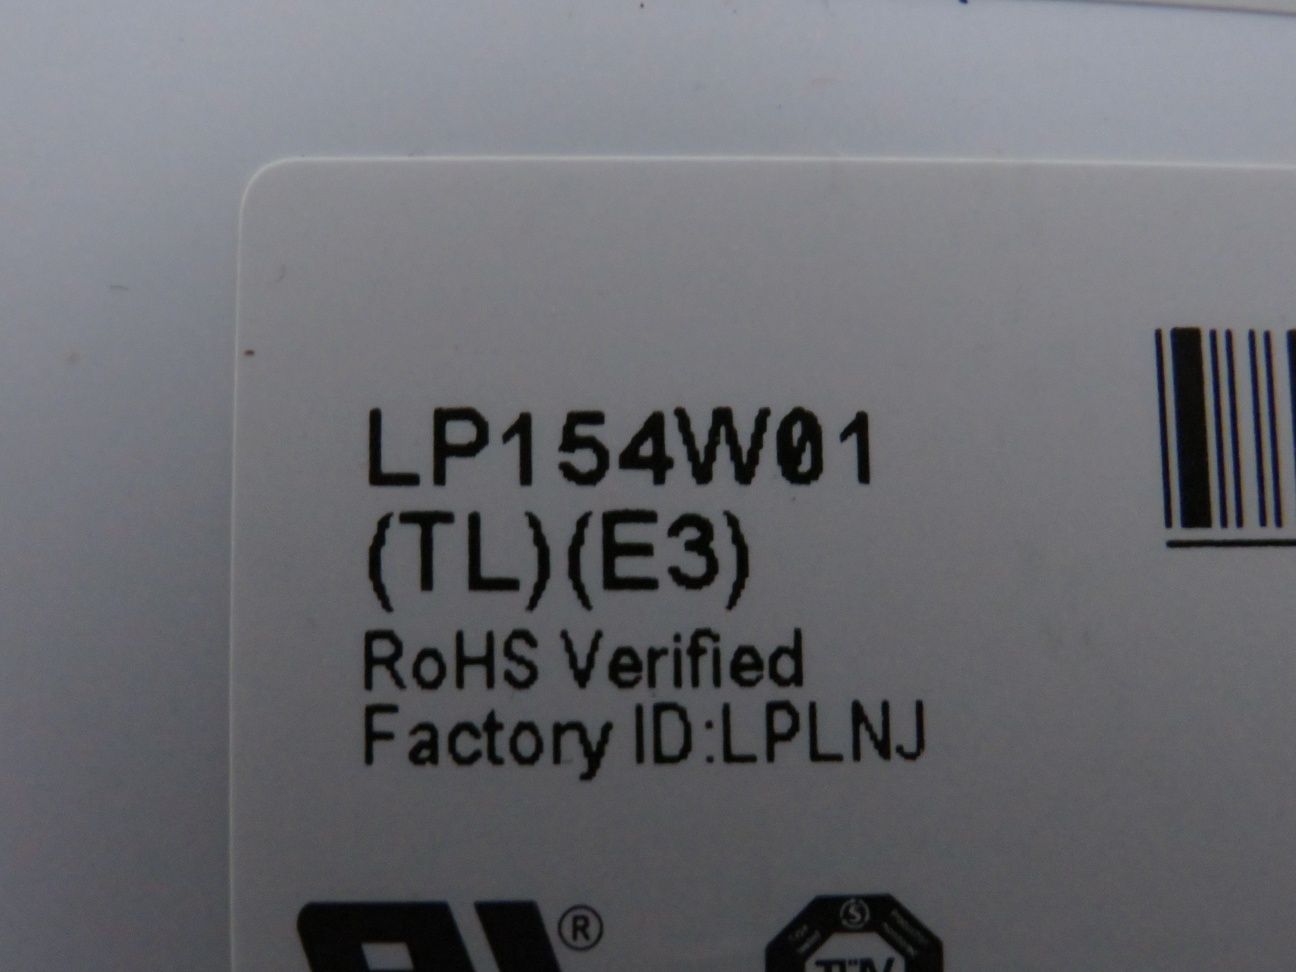 LP154W01
(TL)(E3)
RoHS Verified
Factory ID:LPLNJ
®